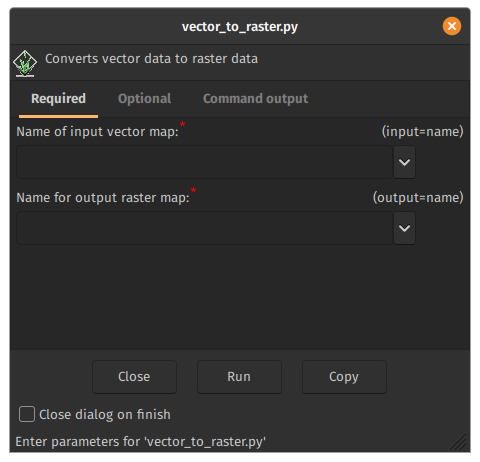 vector_to_raster.py
Converts vector data to raster data
Required Optional Command output
Name of input vector map:* (input=name)
Name for output raster map:* (output=name)
Close Run Copy
Close dialog on finish
Enter parameters for 'vector_to_raster.py'